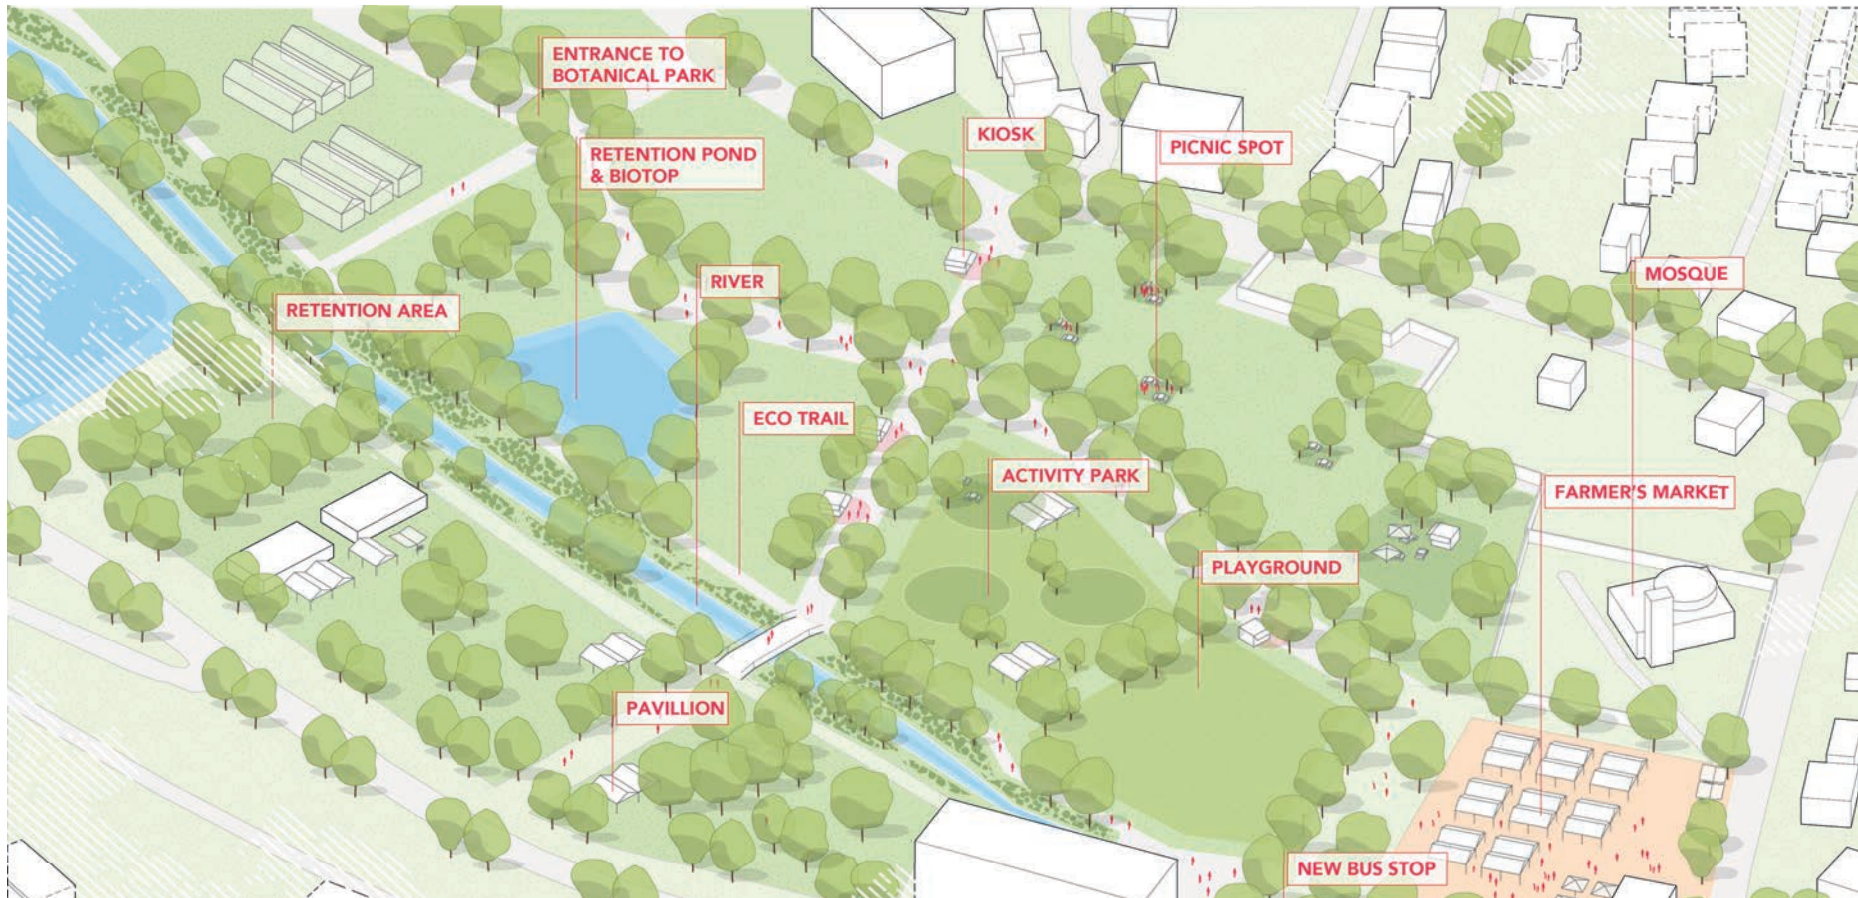 ENTRANCE TO
BOTANICAL PARK
KIOSK
PICNIC SPOT
RETENTION POND
& BIOTOP
RIVER
MOSQUE
RETENTION AREA
ECO TRAIL
ACTIVITY PARK
FARMER'S MARKET
PLAYGROUND
PAVILLION
NEW BUS STOP